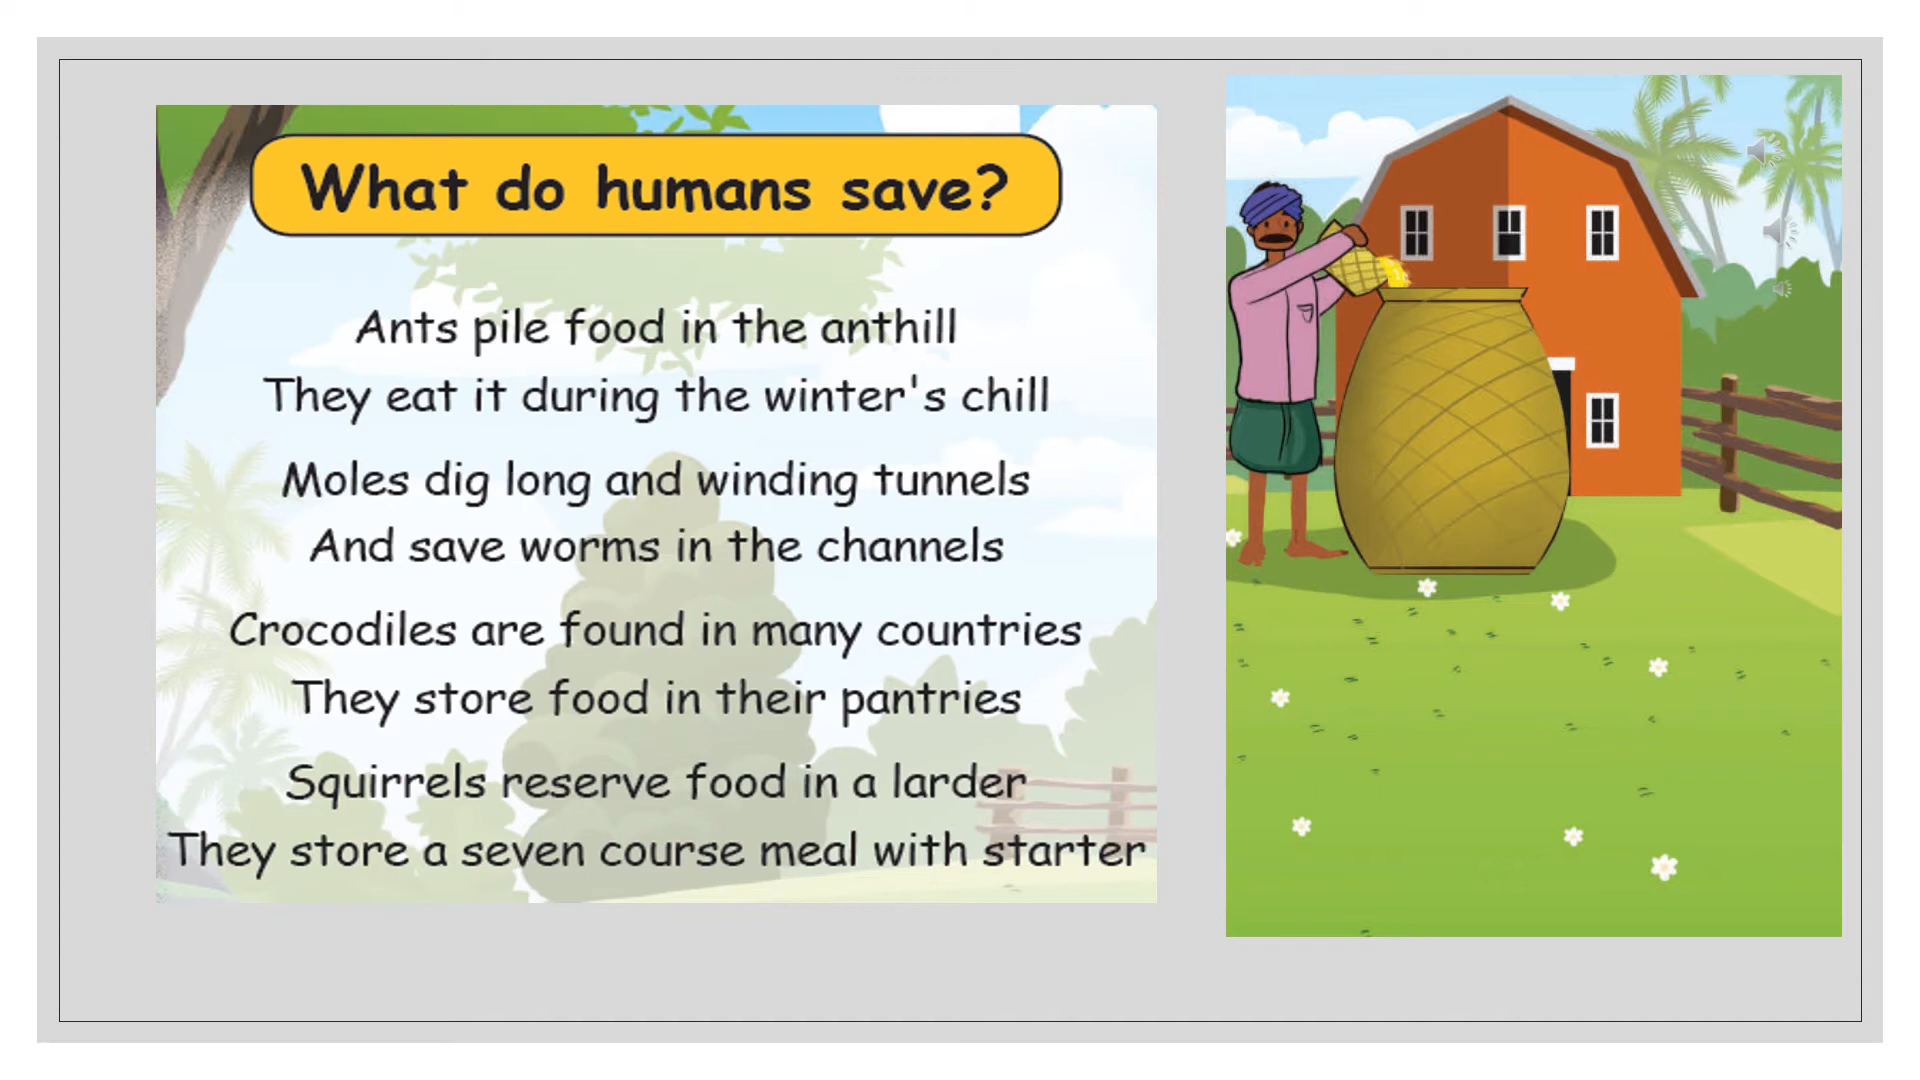 What do humans save?
Ants pile food in the anthill
They eat it during the winter's chill
Moles dig long and winding tunnels
And save worms in the channels
Crocodiles are found in many countries
They store food in their pantries
Squirrels reserve food in a larder
They store a seven course meal with starter